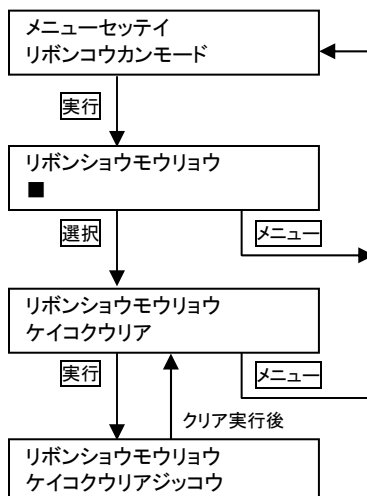 メニューセッテイ
リボンコウカンモード
実行
リボンショウモウリョウ
■
選択
メニュー
リボンショウモウリョウ
ケイコクウリア
実行
メニュー
クリア実行後
リボンショウモウリョウ
ケイコクウリアジッコウ